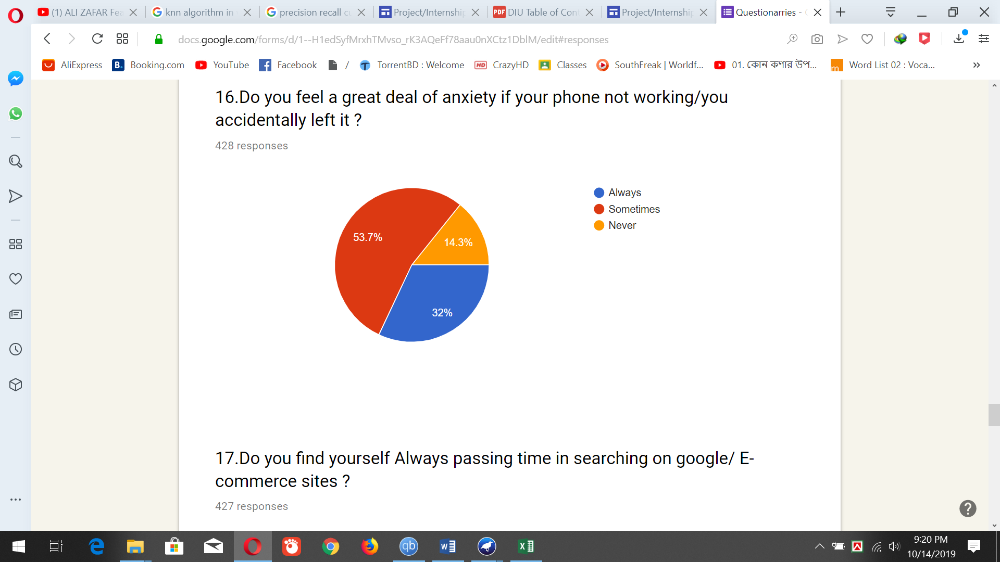 (1) ALI ZAFAR Fea
knn algorithm in
precision recall cu
Project/Internship
DIU Table of Cont
Project/Internship
Questionarries -
docs.google.com/forms/d/1--H1edSyfMrxhTMvso_rK3AQeFf78aau0nXCtz1DblM/edit#responses
AliExpress
Booking.com
YouTube
Facebook
/
TorrentBD : Welcome
CrazyHD
Classes
SouthFreak | Worldf...
01. কোন কণার উপ...
Word List 02 : Voca...
16.Do you feel a great deal of anxiety if your phone not working/you
accidentally left it ?
428 responses
Always
Sometimes
Never
53.7%
14.3%
32%
17.Do you find yourself Always passing time in searching on google/ E-
commerce sites ?
427 responses
9:20 PM
10/14/2019